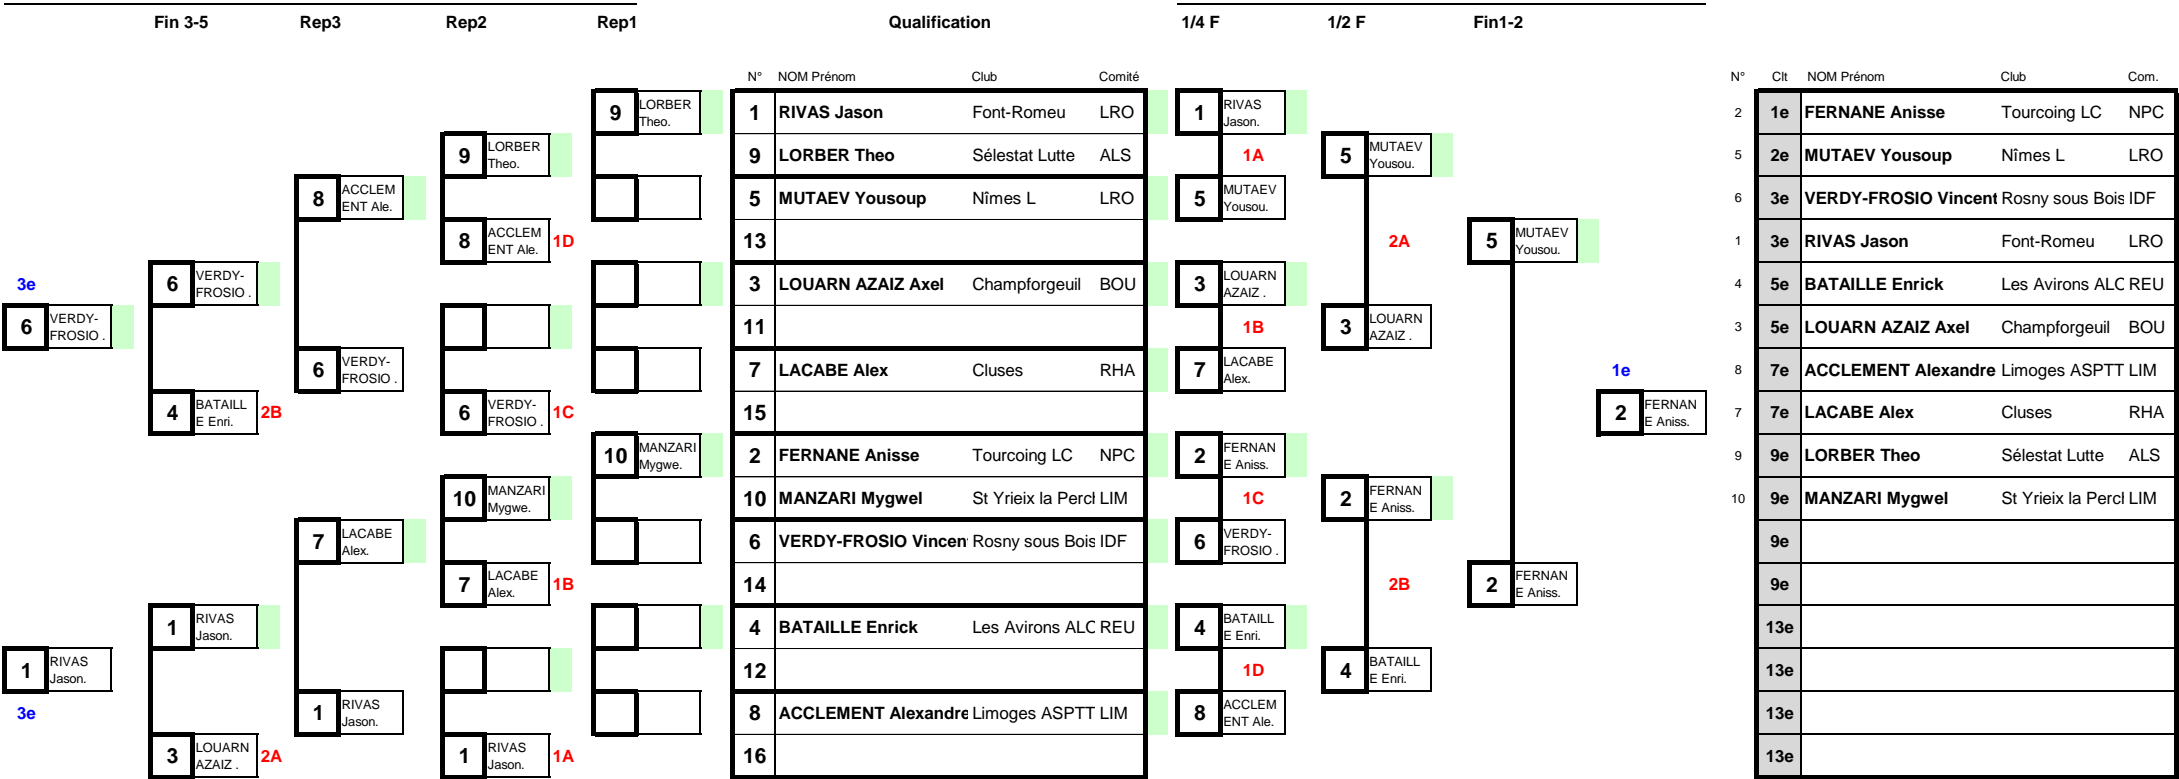 Fin 3-5 Rep3 Rep2 Rep1 Qualification 1/4 F 1/2 F Fin1-2
N° NOM Prénom Club Comité N° Clt NOM Prénom Club Com.
9 LORBER Theo. 1 RIVAS Jason Font-Romeu LRO 1 RIVAS Jason. 2 1e FERNANE Anisse Tourcoing LC NPC
9 LORBER Theo. 9 LORBER Theo Sélestat Lutte ALS 1A 5 MUTAEV Yousou. 5 2e MUTAEV Yousoup Nîmes L LRO
8 ACCLEM ENT Ale. 5 MUTAEV Yousoup Nîmes L LRO 5 MUTAEV Yousou. 6 3e VERDY-FROSIO Vincent Rosny sous Bois IDF
8 ACCLEM ENT Ale. 1D 13 2A 5 MUTAEV Yousou. 1 3e RIVAS Jason Font-Romeu LRO
3e 6 VERDY- FROSIO . 3 LOUARN AZAIZ Axel Champforgeuil BOU 3 LOUARN AZAIZ . 4 5e BATAILLE Enrick Les Avirons ALC REU
6 VERDY- FROSIO . 11 1B 3 LOUARN AZAIZ . 3 5e LOUARN AZAIZ Axel Champforgeuil BOU
6 VERDY- FROSIO . 7 LACABE Alex Cluses RHA 7 LACABE Alex. 1e 8 7e ACCLEMENT Alexandre Limoges ASPTT LIM
4 BATAILL E Enri. 2B 6 VERDY- FROSIO . 1C 15 2 FERNAN E Aniss. 7 7e LACABE Alex Cluses RHA
10 MANZARI Mygwe. 2 FERNANE Anisse Tourcoing LC NPC 2 FERNAN E Aniss. 9 9e LORBER Theo Sélestat Lutte ALS
10 MANZARI Mygwe. 10 MANZARI Mygwel St Yrieix la Percl LIM 1C 2 FERNAN E Aniss. 10 9e MANZARI Mygwel St Yrieix la Percl LIM
7 LACABE Alex. 6 VERDY-FROSIO Vincen Rosny sous Bois IDF 6 VERDY- FROSIO . 9e
7 LACABE Alex. 1B 14 2B 2 FERNAN E Aniss. 9e
1 RIVAS Jason. 4 BATAILLE Enrick Les Avirons ALC REU 4 BATAILL E Enri. 13e
1 RIVAS Jason. 12 1D 4 BATAILL E Enri. 13e
3e 1 RIVAS Jason. 8 ACCLEMENT Alexandre Limoges ASPTT LIM 8 ACCLEM ENT Ale. 13e
3 LOUARN AZAIZ . 2A 1 RIVAS Jason. 1A 16 13e